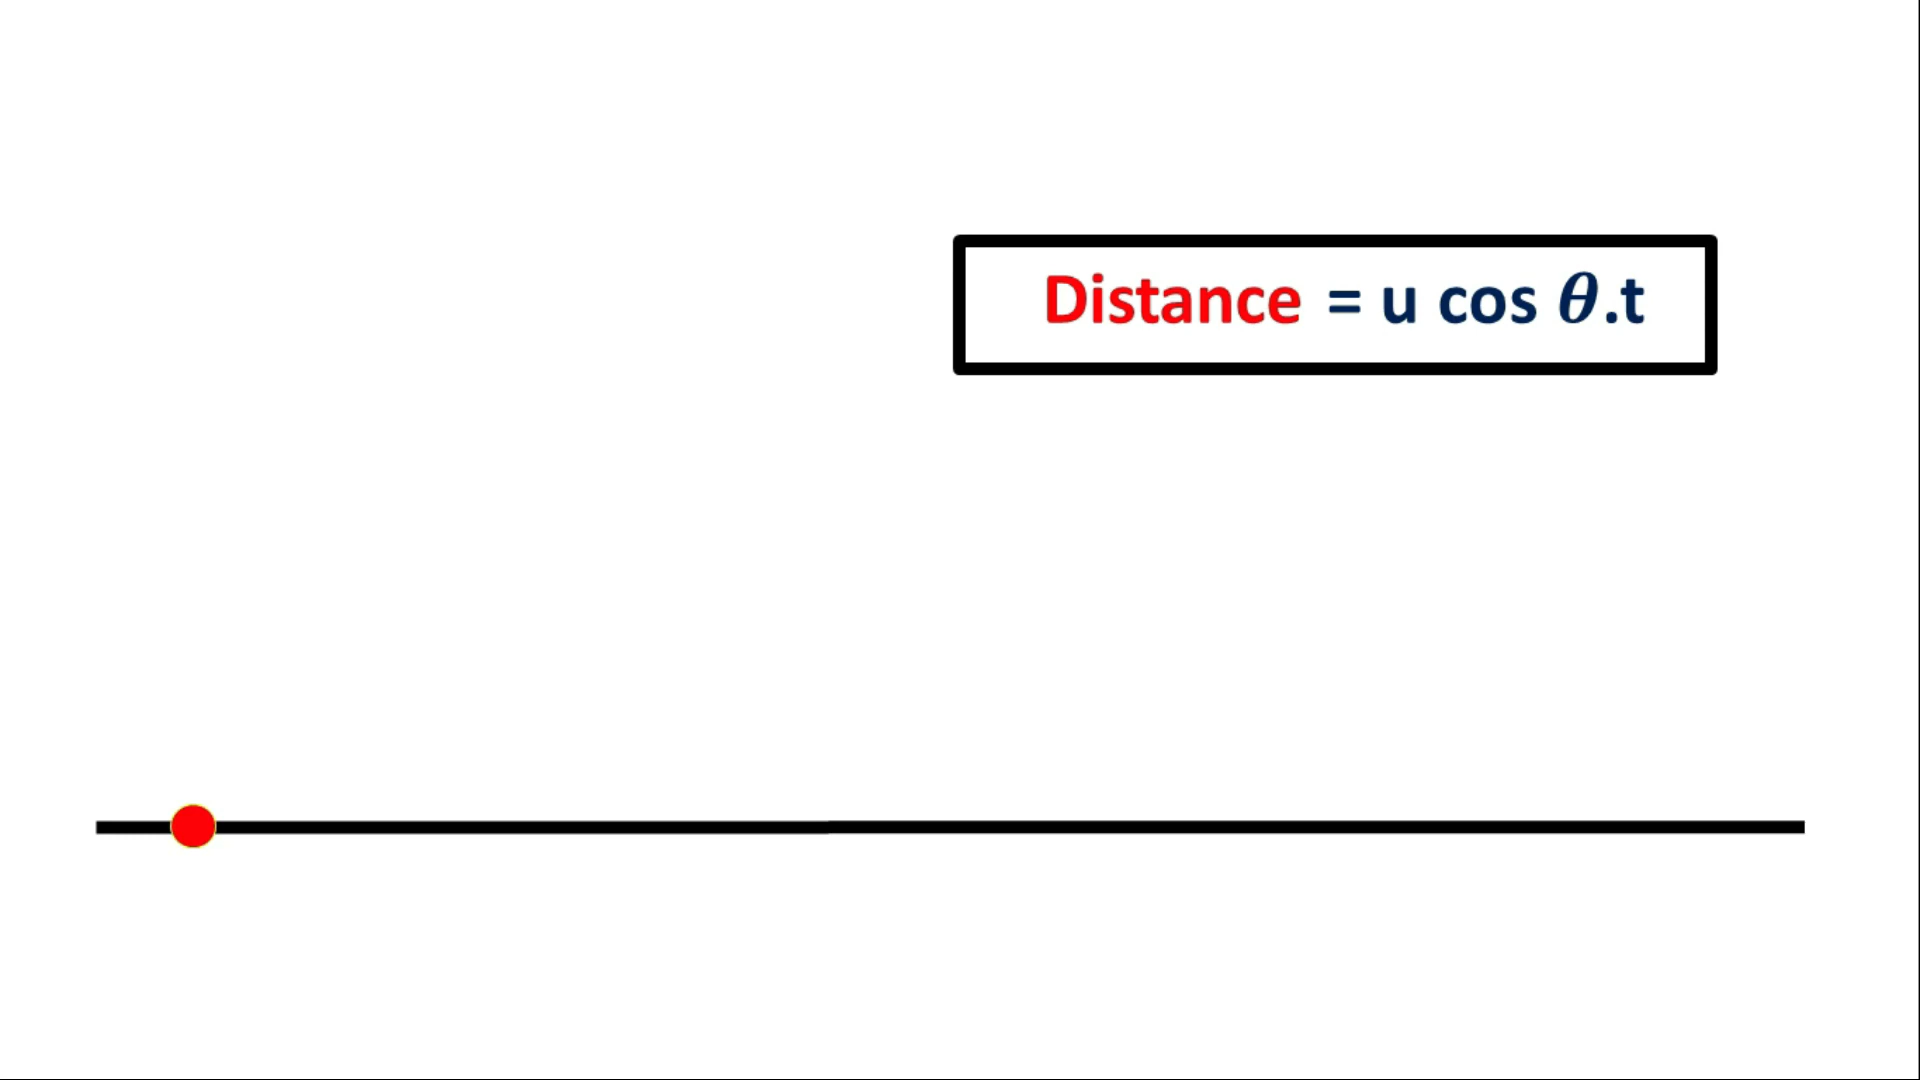 Distance = u cos 𝜽.t